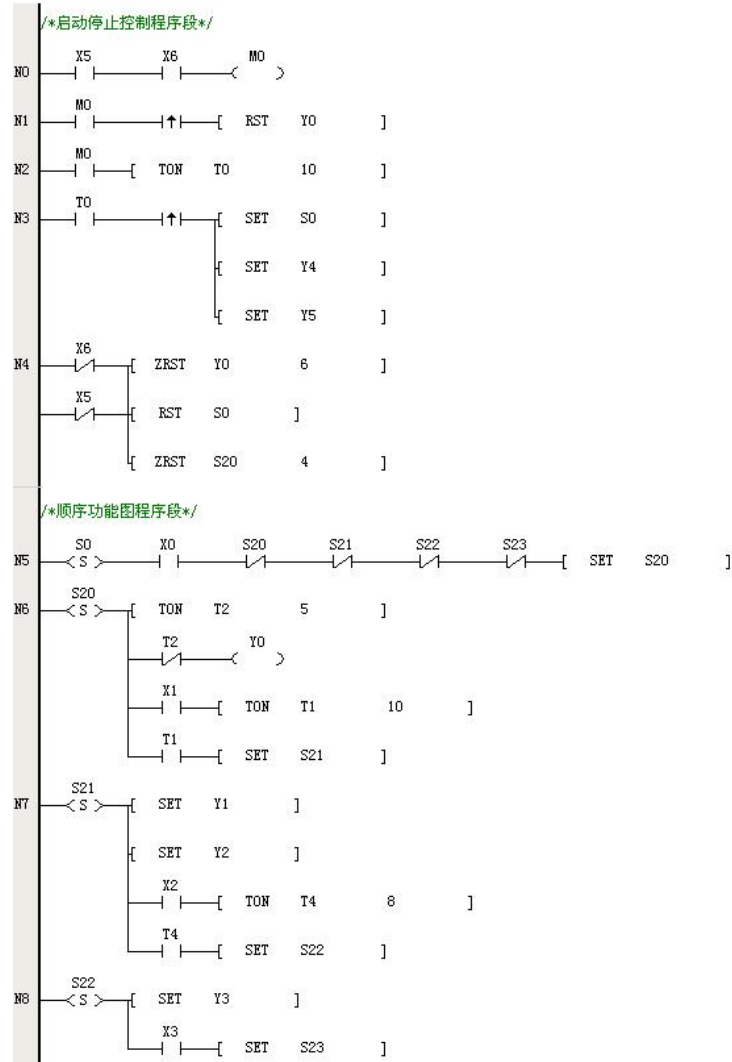 /*启动停止控制程序段*/
X5 X6 M0
N0
M0
N1 [ RST Y0 ]
M0
N2 [ TON T0 10 ]
T0
N3 [ SET S0 ]
[ SET Y4 ]
[ SET Y5 ]
X6
N4 [ ZRST Y0 6 ]
X5
[ RST S0 ]
[ ZRST S20 4 ]
/*顺序功能图程序段*/
S0 X0 S20 S21 S22 S23
N5 < S > [ SET S20 ]
S20
N6 < S > [ TON T2 5 ]
T2 Y0
X1
[ TON T1 10 ]
T1
[ SET S21 ]
S21
N7 < S > [ SET Y1 ]
[ SET Y2 ]
X2
[ TON T4 8 ]
T4
[ SET S22 ]
S22
N8 < S > [ SET Y3 ]
X3
[ SET S23 ]